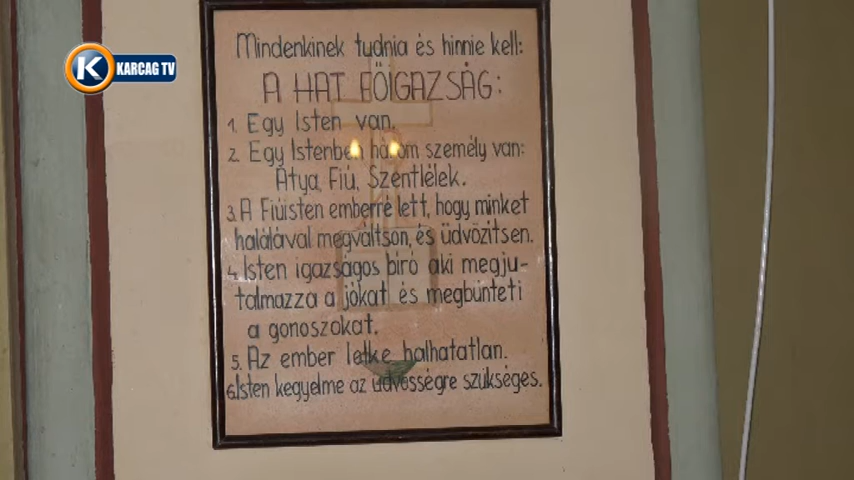 K KARCAG TV
Mindenkinek tudnia és hinnie kell:
A HAT FŐIGAZSÁG:
1. Egy Isten van.
2. Egy Istenben három személy van:
Atya, Fiú, Szentlélek.
3. A Fiúisten emberré lett, hogy minket
halálával megváltson, és üdvözítsen.
4. Isten igazságos bíró aki megju-
talmazza a jókat és megbünteti
a gonoszokat.
5. Az ember lelke halhatatlan.
6. Isten kegyelme az üdvösségre szükséges.